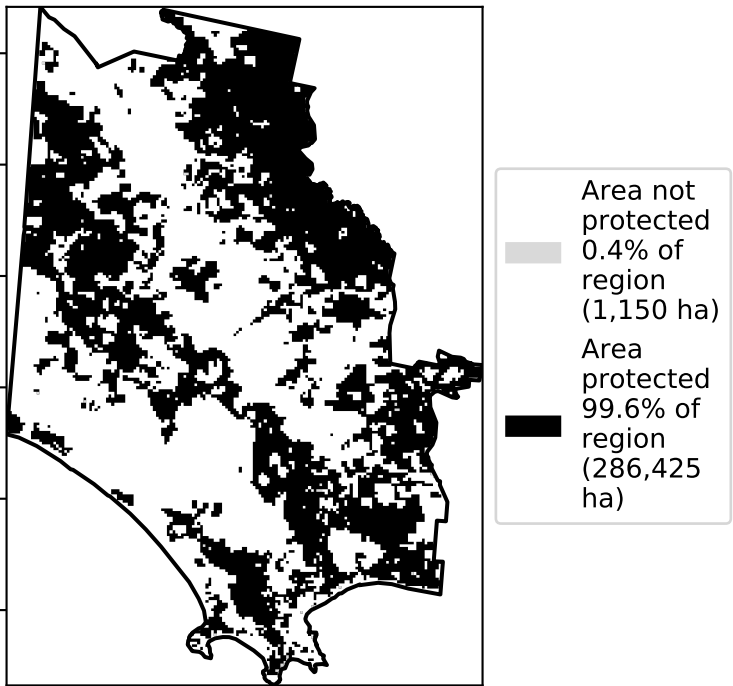 Area not
protected
0.4% of
region
(1,150 ha)
Area
protected
99.6% of
region
(286,425
ha)